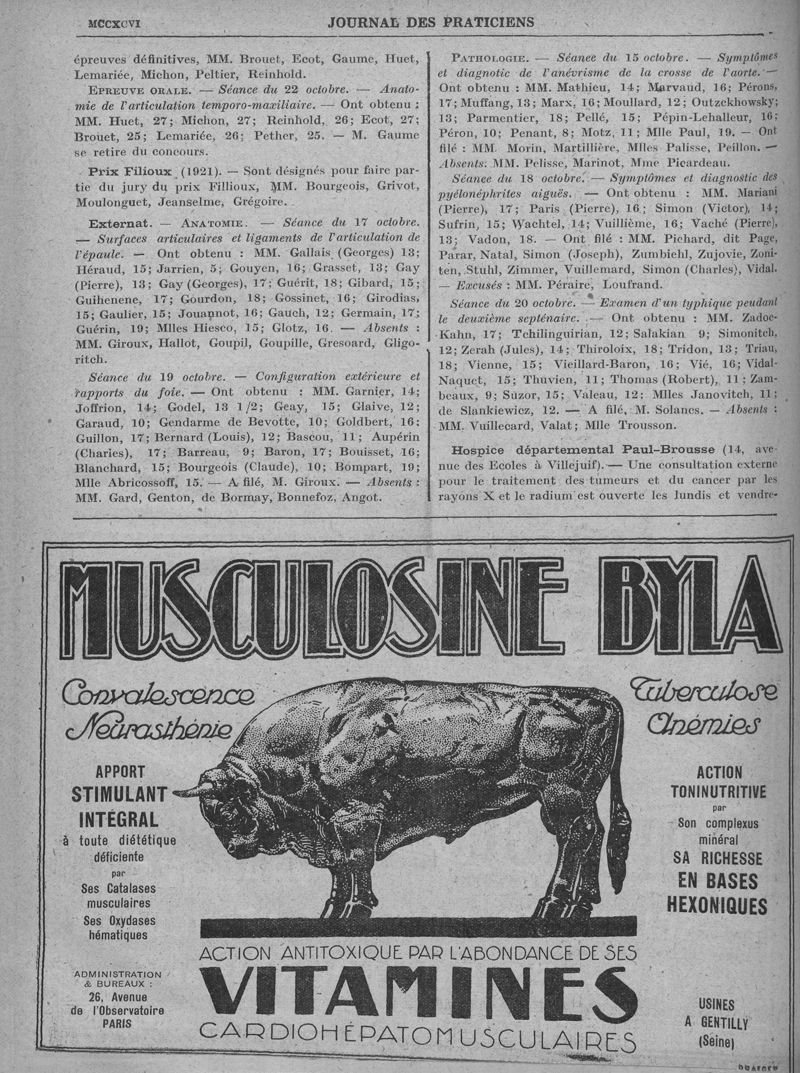 MCCXCVI JOURNAL DES PRATICIENS
épreuves définitives, MM. Brouet, Ecot, Gaume, Huet,
Lemariée, Michon, Peltier, Reinhold.
EPREUVE ORALE. — Séance du 22 octobre. — Anato-
mie de l'articulation temporo-maxiliaire. — Ont obtenu :
MM. Huet, 27; Michon, 27; Reinhold, 26; Ecot, 27;
Brouet, 25; Lemariée, 26; Pether, 25. — M. Gaume
se retire du concours.
Prix Filioux (1921). — Sont désignés pour faire par-
tie du jury du prix Fillioux, MM. Bourgeois, Grivot,
Moulonguet, Jeanselme, Grégoire.
Externat. — ANATOMIE. — Séance du 17 octobre.
— Surfaces articulaires et ligaments de l'articulation de
l'épaule. — Ont obtenu : MM. Gallais (Georges) 13;
Héraud, 15; Jarrien, 5; Gouyen, 16; Grasset, 13; Gay
(Pierre), 13; Gay (Georges), 17; Guérit, 18; Gibard, 15;
Guihenene, 17; Gourdon, 18; Gossinet, 16; Girodias,
15; Gaulier, 15; Jouannot, 16; Gauch, 12; Germain, 17;
Guérin, 19; Mlles Hiesco, 15; Glotz, 16. — Absents :
MM. Giroux, Hallot, Goupil, Goupille, Gresoard, Gligo-
ritch.
Séance du 19 octobre. — Configuration extérieure et
rapports du foie. — Ont obtenu : MM. Garnier, 14;
Joffrion, 14; Godel, 13 1/2; Geay, 15; Glaive, 12;
Garaud, 10; Gendarme de Bevotte, 10; Goldbert, 16;
Guillon, 17; Bernard (Louis), 12; Bascou, 11; Aupérin
(Charles), 17; Barreau, 9; Baron, 17; Bouisset, 16;
Blanchard, 15; Bourgeois (Claude), 10; Bompart, 19;
Mlle Abricossoff, 15. — A filé, M. Giroux. — Absents :
MM. Gard, Genton, de Bormay, Bonnefoz, Angot.
PATHOLOGIE. — Séance du 15 octobre. — Symptômes
et diagnotic de l'anévrisme de la crosse de l'aorte. —
Ont obtenu : MM. Mathieu, 14; Marvaud, 16; Pérons,
17; Muffang, 13; Marx, 16; Moullard, 12; Outzekhowsky;
13; Parmentier, 18; Pellé, 15; Pépin-Lehalleur, 16;
Péron, 10; Penant, 8; Motz, 11; Mlle Paul, 19. — Ont
filé : MM. Morin, Martillière, Mlles Palisse, Peillon. —
Absents. MM. Pelisse, Marinot, Mme Picardeau.
Séance du 18 octobre. — Symptômes et diagnostic des
pyélonéphrites aiguës. — Ont obtenu : MM. Mariani
(Pierre), 17; Paris (Pierre), 16; Simon (Victor), 14;
Sufrin, 15; Wachtel, 14; Vuillième, 16; Vaché (Pierre),
13; Vadon, 18. — Ont filé : MM. Pichard, dit Page,
Parar, Natal, Simon (Joseph), Zumbiehl, Zujovie, Zoni-
ten, Stuhl, Zimmer, Vuillemard, Simon (Charles), Vidal.
— Excusés : MM. Péraire, Loufrand.
Séance du 20 octobre. — Examen d'un typhique peudant
le deuxième septénaire. — Ont obtenu : MM. Zadoc-
Kahn, 17; Tchilinguirian, 12; Salakian 9; Simonitch,
12; Zerah (Jules), 14; Thiroloix, 18; Tridon, 13; Triau,
18; Vienne, 15; Vieillard-Baron, 16; Vié, 16; Vidal-
Naquet, 15; Thuvien, 11; Thomas (Robert), 11; Zam-
beaux, 9; Suzor, 15; Valeau, 12; Mlles Janovitch, 11;
de Slankiewicz, 12. — A filé, M. Solancs. — Absents :
MM. Vuillecard, Valat; Mlle Trousson.
Hospice départemental Paul-Brousse (14, ave-
nue des Ecoles à Villejuif). — Une consultation externe
pour le traitement des tumeurs et du cancer par les
rayons X et le radium est ouverte les lundis et vendre-
MUSCULOSINE BYLA
Convalescence
Neurasthénie
Tuberculose
Anémies
APPORT
STIMULANT
INTÉGRAL
à toute diététique
déficiente
par
Ses Catalases
musculaires
Ses Oxydases
hématiques
ACTION
TONINUTRITIVE
par
Son complexus
minéral
SA RICHESSE
EN BASES
HEXONIQUES
ACTION ANTITOXIQUE PAR L'ABONDANCE DE SES
VITAMINES
CARDIOHÉPATOMUSCULAIRES
ADMINISTRATION
& BUREAUX :
26, Avenue
de l'Observatoire
PARIS
USINES
A GENTILLY
(Seine)